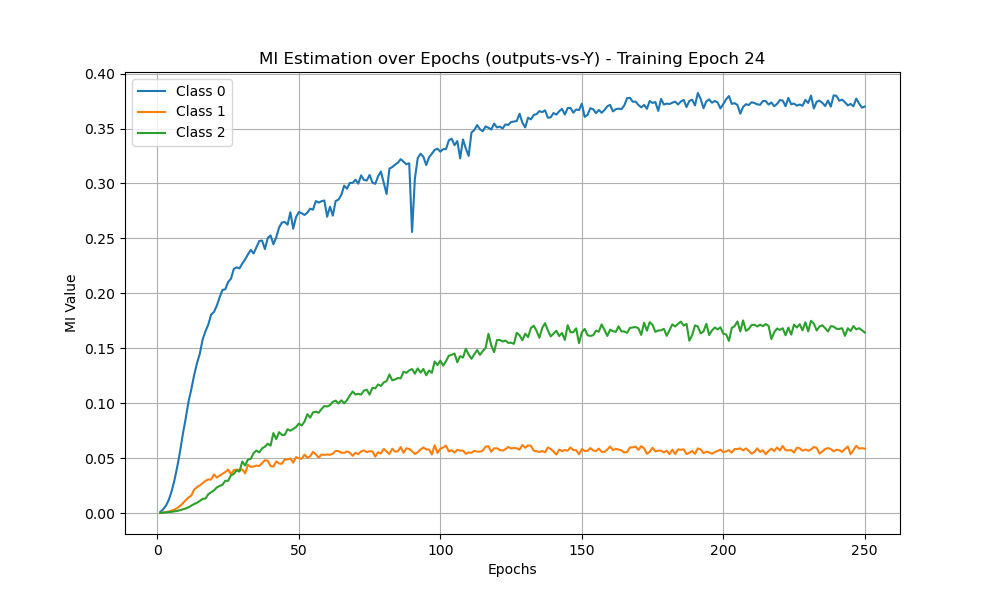 MI Estimation over Epochs (outputs-vs-Y) - Training Epoch 24
Class 0
Class 1
Class 2
MI Value
0.40
0.35
0.30
0.25
0.20
0.15
0.10
0.05
0.00
0
50
100
150
200
250
Epochs